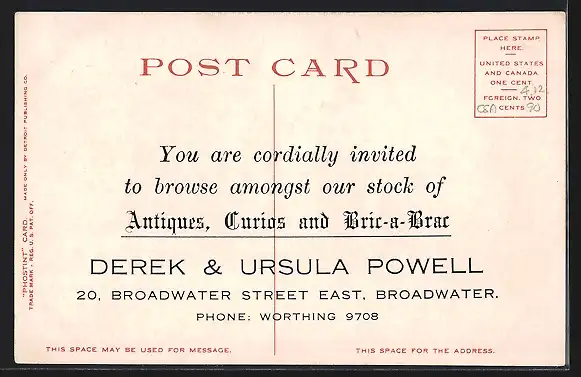 POST CARD
PLACE STAMP
HERE.
UNITED STATES
AND CANADA
ONE CENT
FOREIGN, TWO
CENTS
You are cordially invited
to browse amongst our stock of
Antiques, Curios and Bric-a-Brac
DEREK & URSULA POWELL
20, BROADWATER STREET EAST, BROADWATER.
PHONE: WORTHING 9708
THIS SPACE MAY BE USED FOR MESSAGE.
THIS SPACE FOR THE ADDRESS.
"PHOSTINT" CARD. MADE ONLY BY DETROIT PUBLISHING CO.
TRADE MARK - REG. U.S. PAT. OFF.